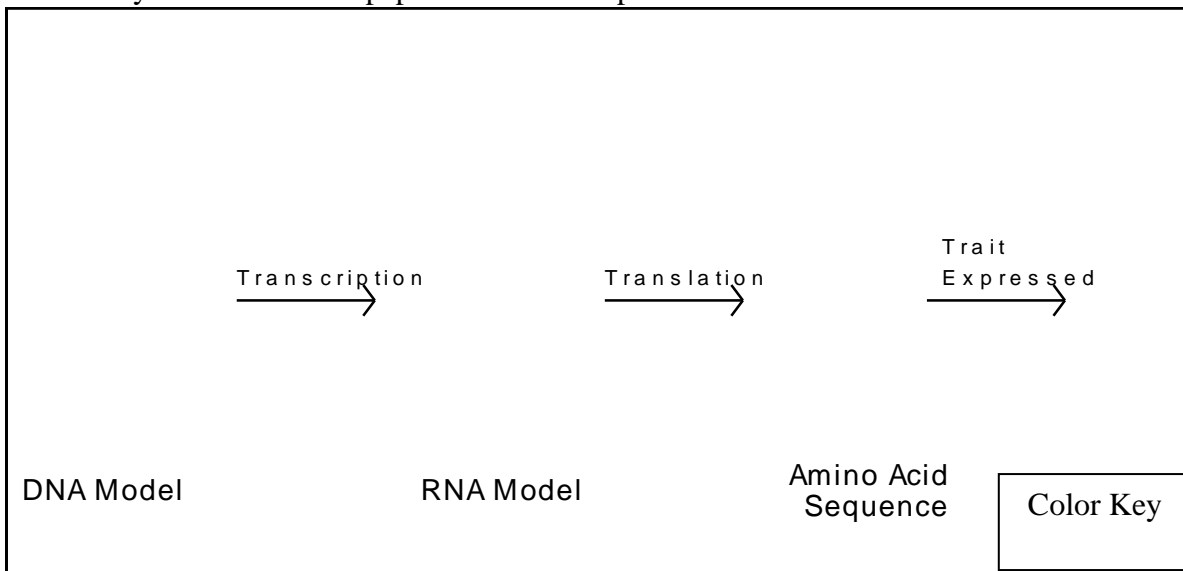 Trait
Transcription
Translation
Expressed
DNA Model
RNA Model
Amino Acid
Sequence
Color Key